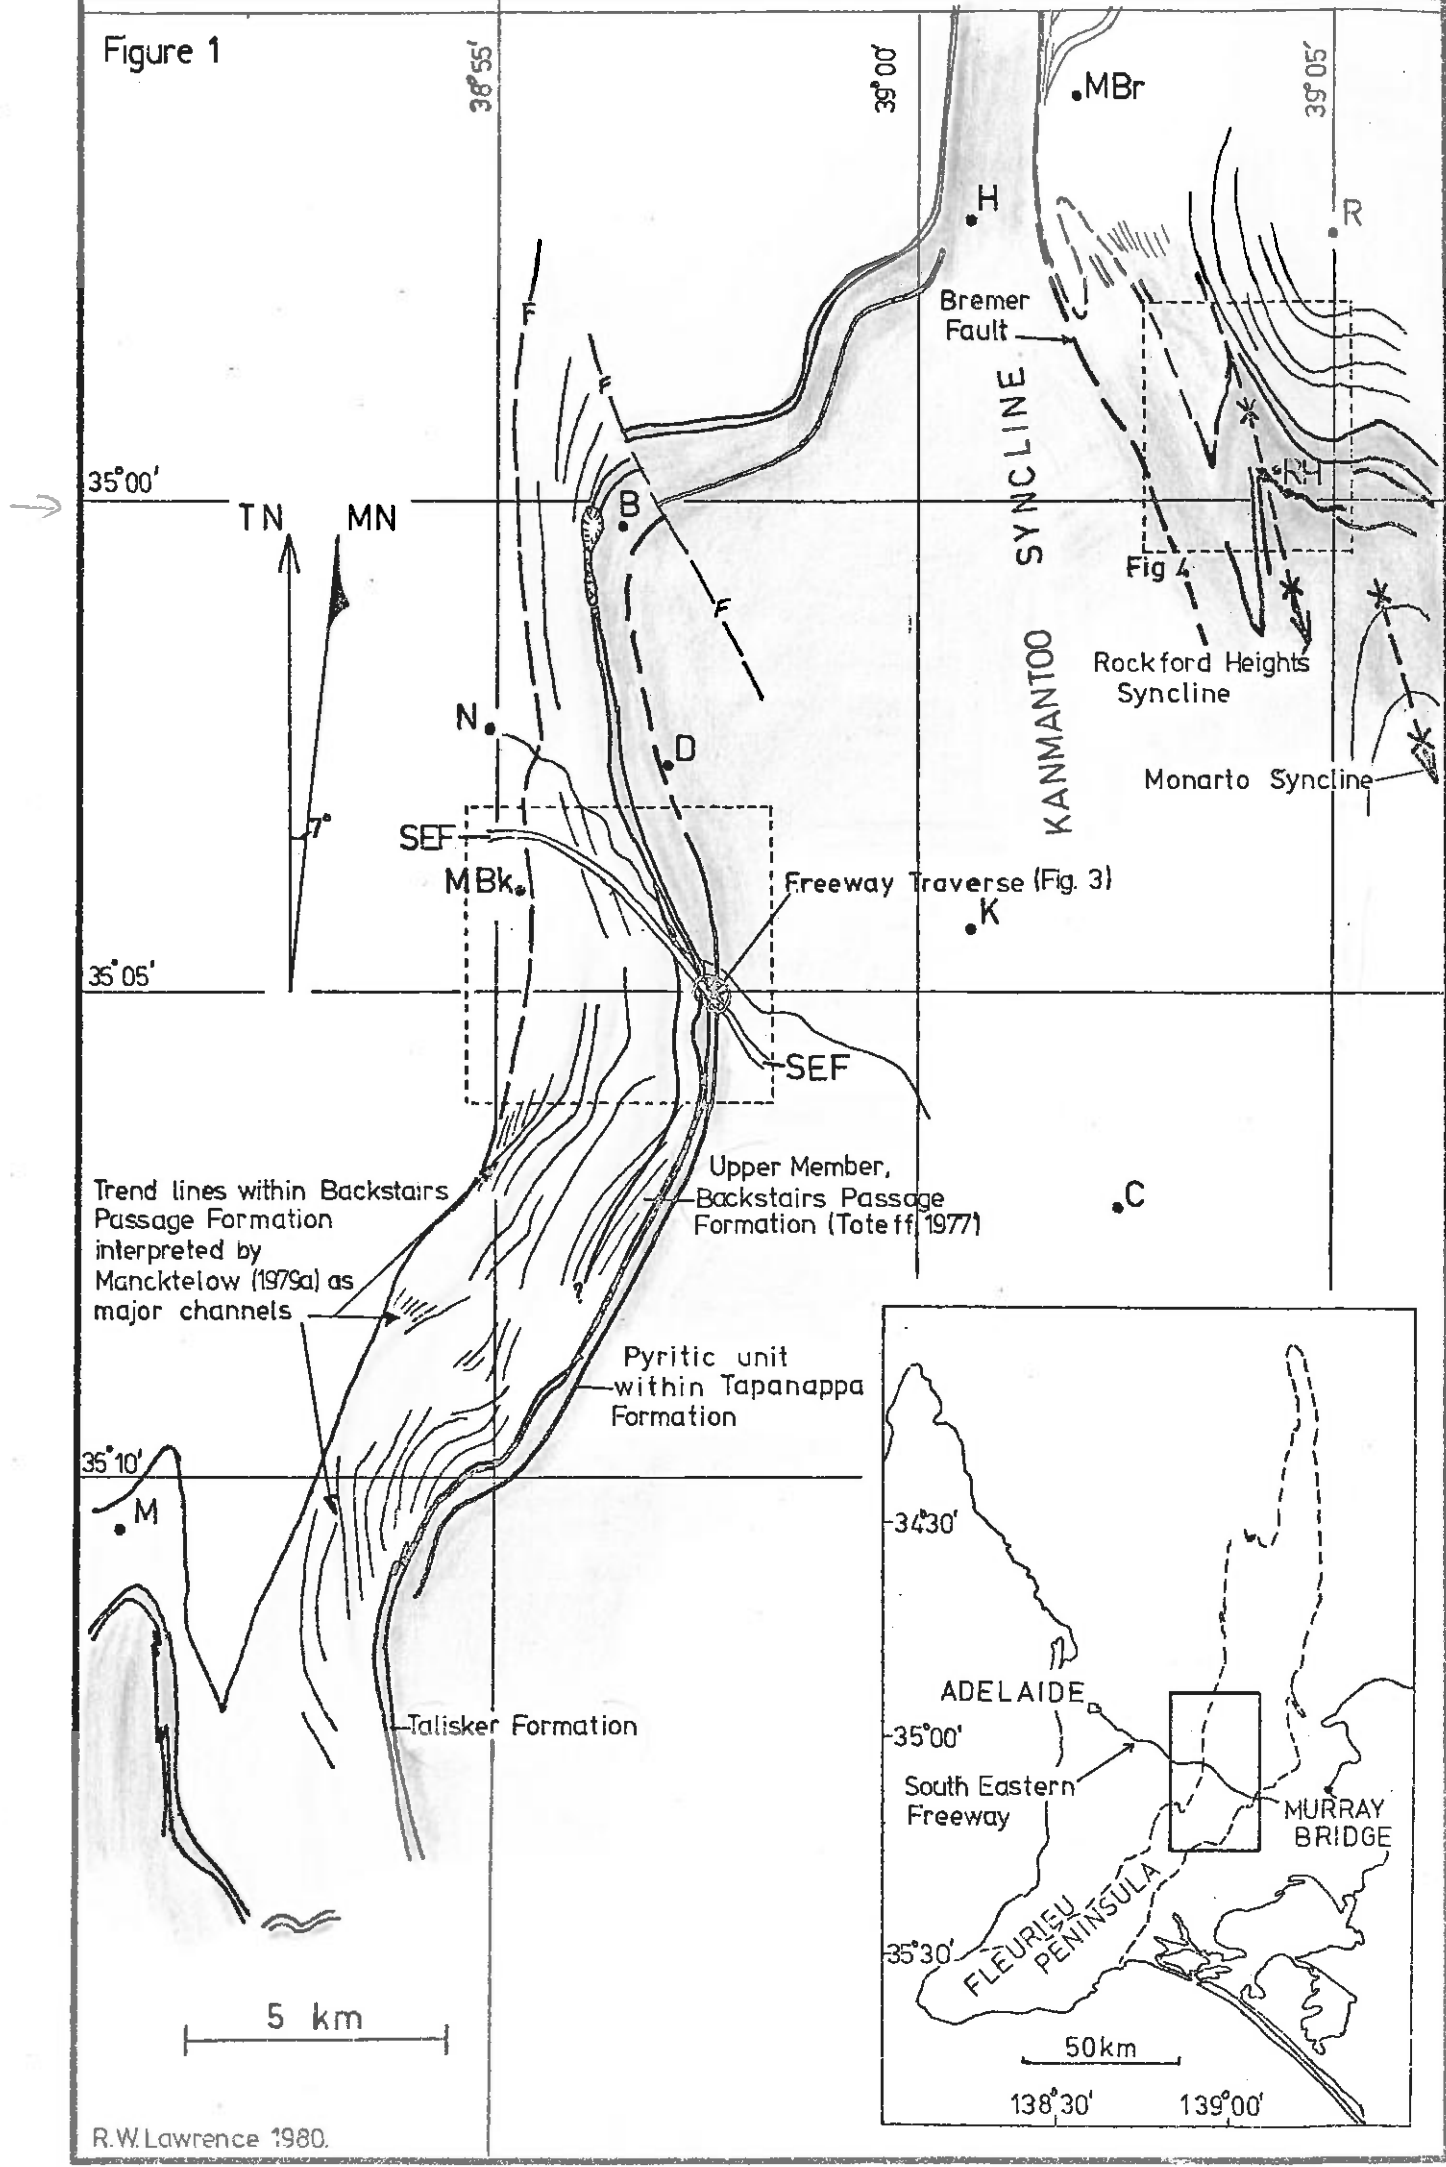 Figure 1
38°55'
39°00'
39°05'
MBr
H
R
F
Bremer
Fault
F
KANMANTOO SYNCLINE
35°00'
TN
MN
B
RH
Fig 4
F
Rockford Heights
Syncline
N
D
Monarto Syncline
7°
SEF
MBk
Freeway Traverse (Fig. 3)
K
35°05'
SEF
Trend lines within Backstairs
Passage Formation
interpreted by
Mancktelow (1979a) as
major channels
Upper Member,
Backstairs Passage
Formation (Toteff, 1977)
C
?
Pyritic unit
within Tapanappa
Formation
35°10'
M
Talisker Formation
34°30'
ADELAIDE
35°00'
South Eastern
Freeway
MURRAY
BRIDGE
FLEURIEU
PENINSULA
35°30'
50km
138°30'
139°00'
5 km
R.W.Lawrence 1980.